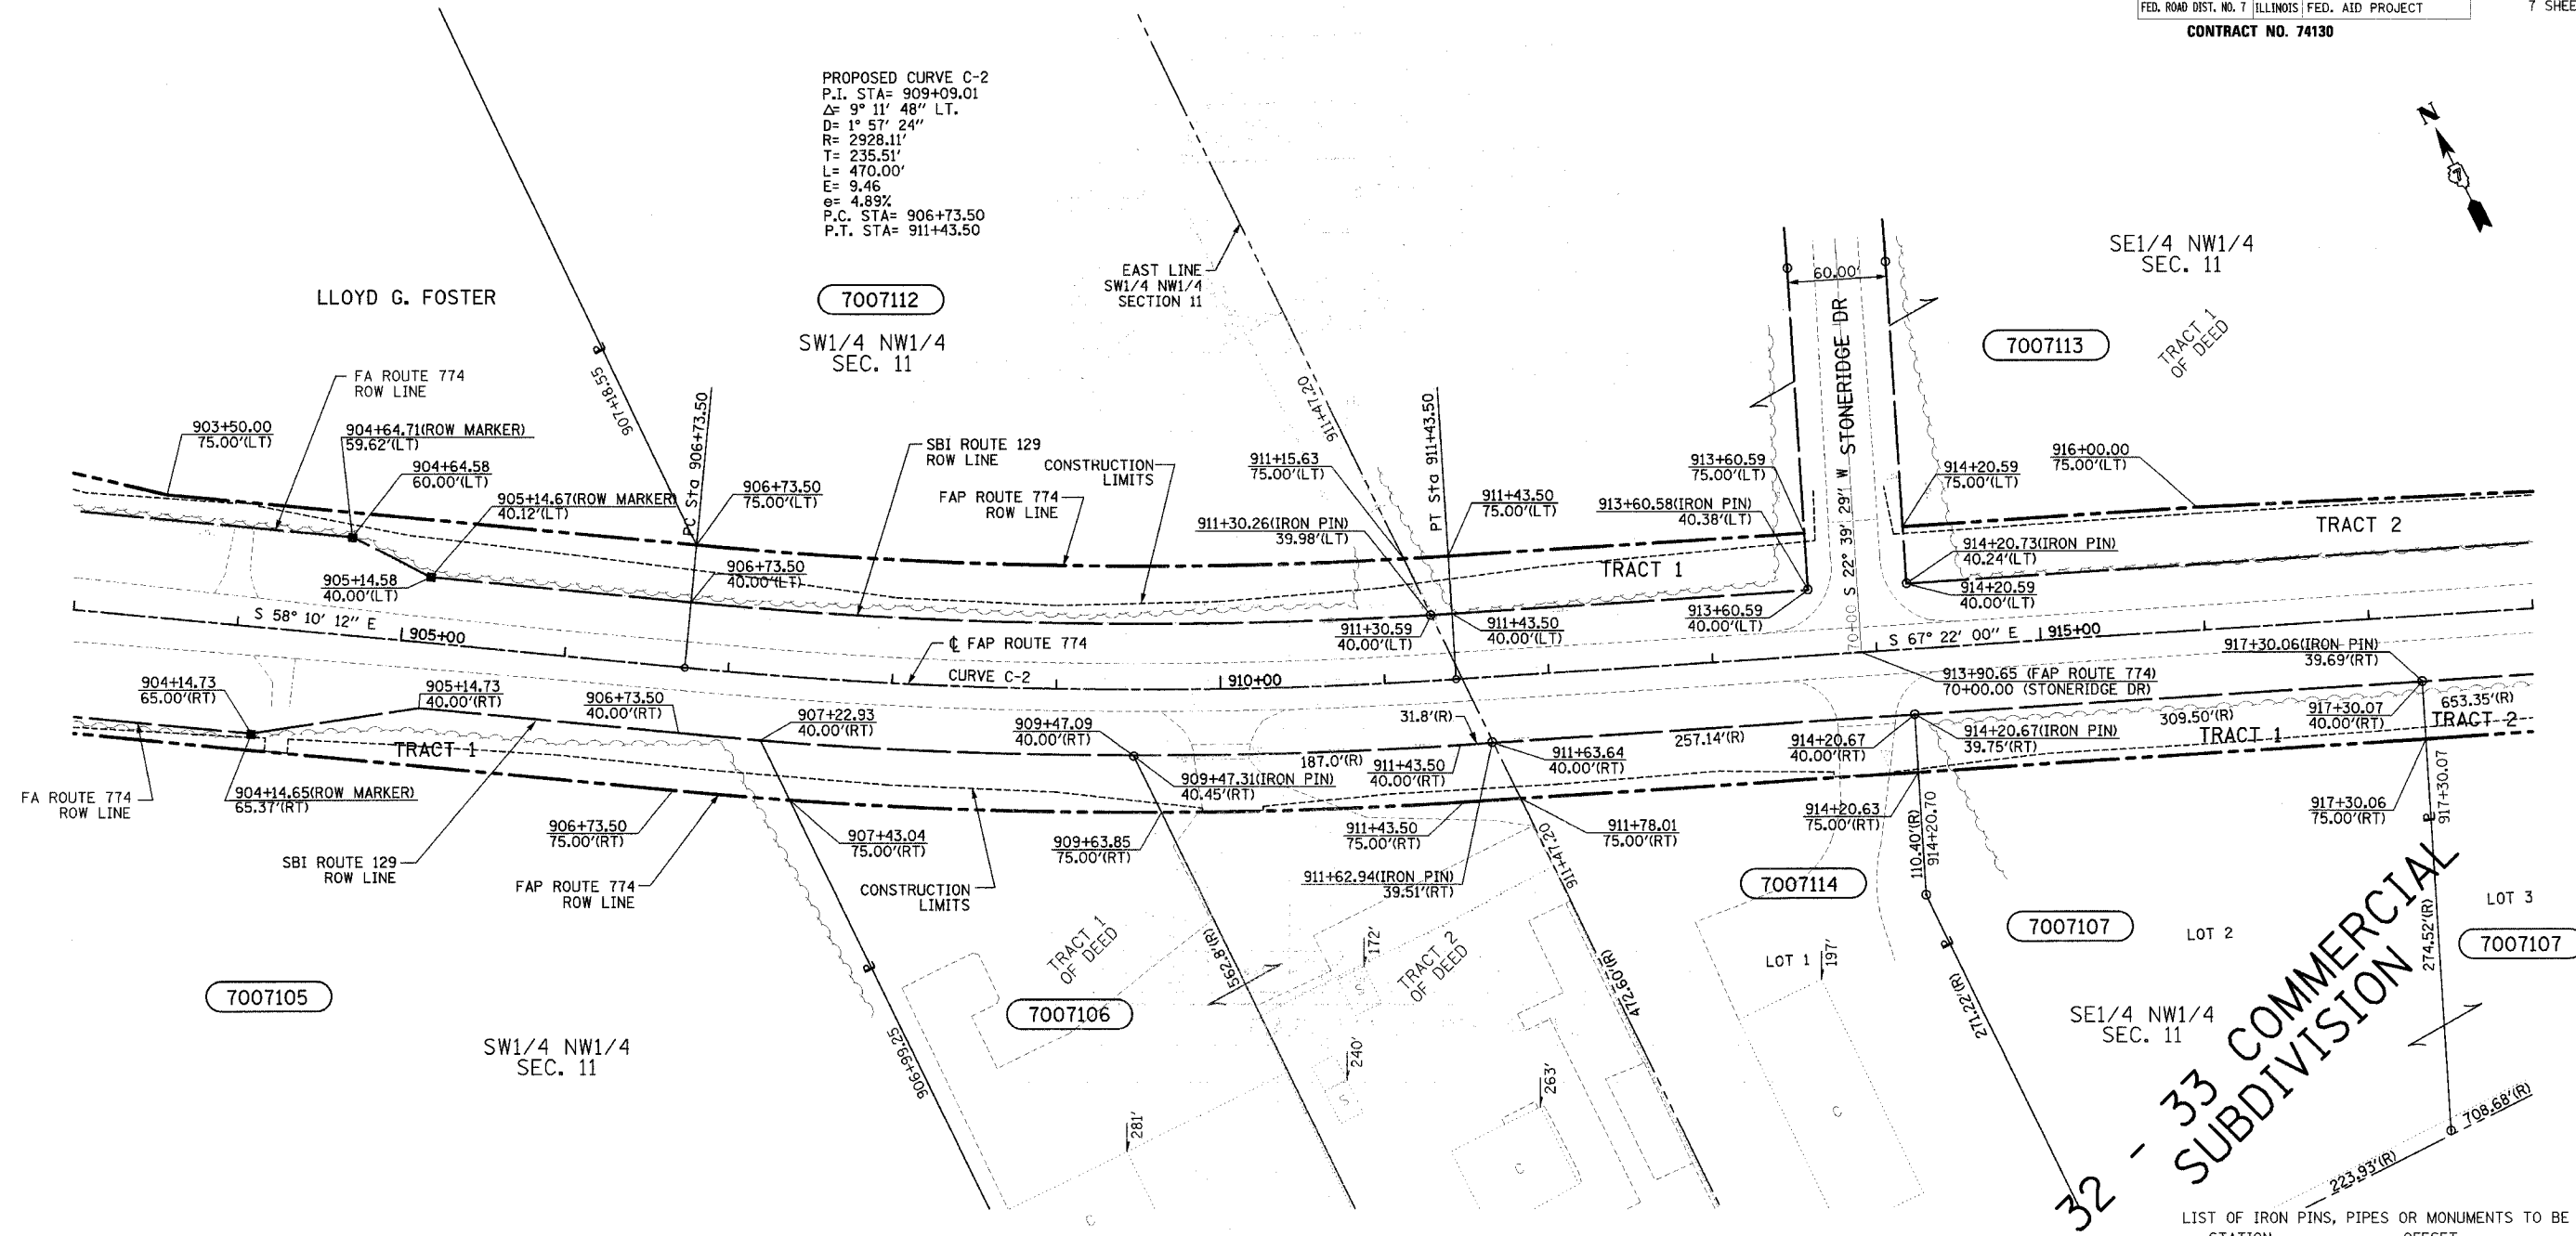 FED. ROAD DIST. NO. 7 ILLINOIS FED. AID PROJECT
7 SHEE
CONTRACT NO. 74130
PROPOSED CURVE C-2
P.I. STA= 909+09.01
Δ= 9° 11' 48" LT.
D= 1° 57' 24"
R= 2928.11'
T= 235.51'
L= 470.00'
E= 9.46
e= 4.89%
P.C. STA= 906+73.50
P.T. STA= 911+43.50
N
7
SE1/4 NW1/4
SEC. 11
EAST LINE
SW1/4 NW1/4
SECTION 11
60.00'
LLOYD G. FOSTER
7007112
SW1/4 NW1/4
SEC. 11
7007113
TRACT 1
OF DEED
FA ROUTE 774
ROW LINE
907+18.55
PC Sta 906+73.50
911+47.20
PT Sta 911+43.50
S 22° 39' 29" W STONERIDGE DR
70+00
903+50.00
75.00'(LT)
904+64.71(ROW MARKER)
59.62'(LT)
904+64.58
60.00'(LT)
905+14.67(ROW MARKER)
40.12'(LT)
906+73.50
75.00'(LT)
SBI ROUTE 129
ROW LINE
CONSTRUCTION
LIMITS
FAP ROUTE 774
ROW LINE
911+15.63
75.00'(LT)
911+30.26(IRON PIN)
39.98'(LT)
911+43.50
75.00'(LT)
913+60.59
75.00'(LT)
913+60.58(IRON PIN)
40.38'(LT)
914+20.59
75.00'(LT)
916+00.00
75.00'(LT)
TRACT 2
914+20.73(IRON PIN)
40.24'(LT)
914+20.59
40.00'(LT)
TRACT 1
905+14.58
40.00'(LT)
906+73.50
40.00'(LT)
911+30.59
40.00'(LT)
911+43.50
40.00'(LT)
913+60.59
40.00'(LT)
S 58° 10' 12" E
905+00
℄ FAP ROUTE 774
CURVE C-2
910+00
S 67° 22' 00" E
915+00
917+30.06(IRON PIN)
39.69'(RT)
913+90.65 (FAP ROUTE 774)
70+00.00 (STONERIDGE DR)
904+14.73
65.00'(RT)
905+14.73
40.00'(RT)
906+73.50
40.00'(RT)
907+22.93
40.00'(RT)
909+47.09
40.00'(RT)
31.8'(R)
653.35'(R)
309.50'(R)
917+30.07
40.00'(RT)
TRACT 2
TRACT 1
257.14'(R)
914+20.67
40.00'(RT)
914+20.67(IRON PIN)
39.75'(RT)
TRACT 1
187.0'(R)
911+43.50
40.00'(RT)
911+63.64
40.00'(RT)
909+47.31(IRON PIN)
40.45'(RT)
FA ROUTE 774
ROW LINE
904+14.65(ROW MARKER)
65.37'(RT)
SBI ROUTE 129
ROW LINE
906+73.50
75.00'(RT)
FAP ROUTE 774
ROW LINE
907+43.04
75.00'(RT)
CONSTRUCTION
LIMITS
909+63.85
75.00'(RT)
911+43.50
75.00'(RT)
911+62.94(IRON PIN)
39.51'(RT)
911+78.01
75.00'(RT)
914+20.63
75.00'(RT)
917+30.06
75.00'(RT)
917+30.07
110.40'(R)
914+20.70
911+47.20
7007114
7007107
LOT 2
LOT 3
7007107
LOT 1
197'
172'
TRACT 1
OF DEED
TRACT 2
OF DEED
562.8'(R)
472.60'(R)
271.22'(R)
274.52'(R)
7007105
7007106
SW1/4 NW1/4
SEC. 11
906+99.25
281'
240'
263'
S
S
C
C
C
SE1/4 NW1/4
SEC. 11
32 - 33 COMMERCIAL
SUBDIVISION
708.68'(R)
223.93'(R)
LIST OF IRON PINS, PIPES OR MONUMENTS TO BE
STATION OFFSET